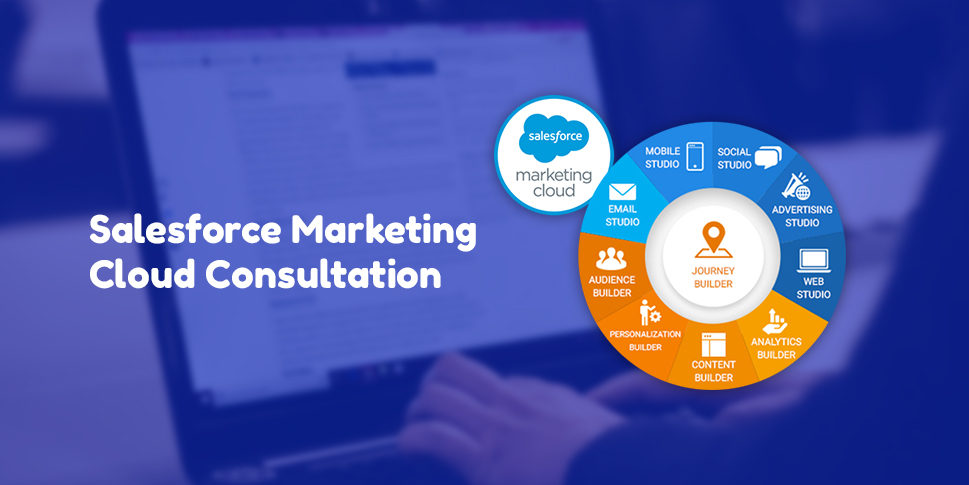 Salesforce Marketing
Cloud Consultation
salesforce
marketing
cloud
MOBILE
STUDIO
SOCIAL
STUDIO
ADVERTISING
STUDIO
WEB
STUDIO
ANALYTICS
BUILDER
CONTENT
BUILDER
PERSONALIZATION
BUILDER
AUDIENCE
BUILDER
EMAIL
STUDIO
JOURNEY
BUILDER